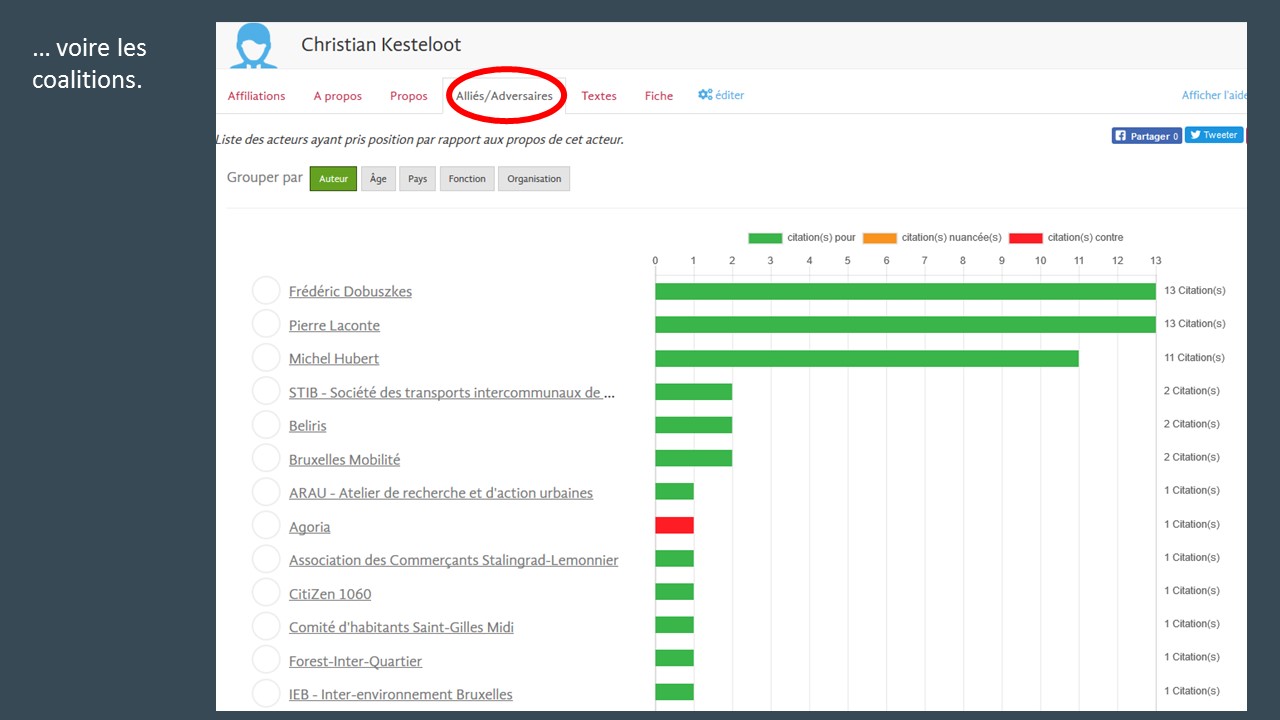 ... voire les
coalitions.
Christian Kesteloot
Affiliations A propos Propos Alliés/Adversaires Textes Fiche éditer Afficher l'aide
Liste des acteurs ayant pris position par rapport aux propos de cet acteur.
Partager 0 Tweeter
Grouper par Auteur Âge Pays Fonction Organisation
citation(s) pour citation(s) nuancée(s) citation(s) contre
0 1 2 3 4 5 6 7 8 9 10 11 12 13
Frédéric Dobuszkes 13 Citation(s)
Pierre Laconte 13 Citation(s)
Michel Hubert 11 Citation(s)
STIB - Société des transports intercommunaux de ... 2 Citation(s)
Beliris 2 Citation(s)
Bruxelles Mobilité 2 Citation(s)
ARAU - Atelier de recherche et d'action urbaines 1 Citation(s)
Agoria 1 Citation(s)
Association des Commerçants Stalingrad-Lemonnier 1 Citation(s)
CitiZen 1060 1 Citation(s)
Comité d'habitants Saint-Gilles Midi 1 Citation(s)
Forest-Inter-Quartier 1 Citation(s)
IEB - Inter-environnement Bruxelles 1 Citation(s)